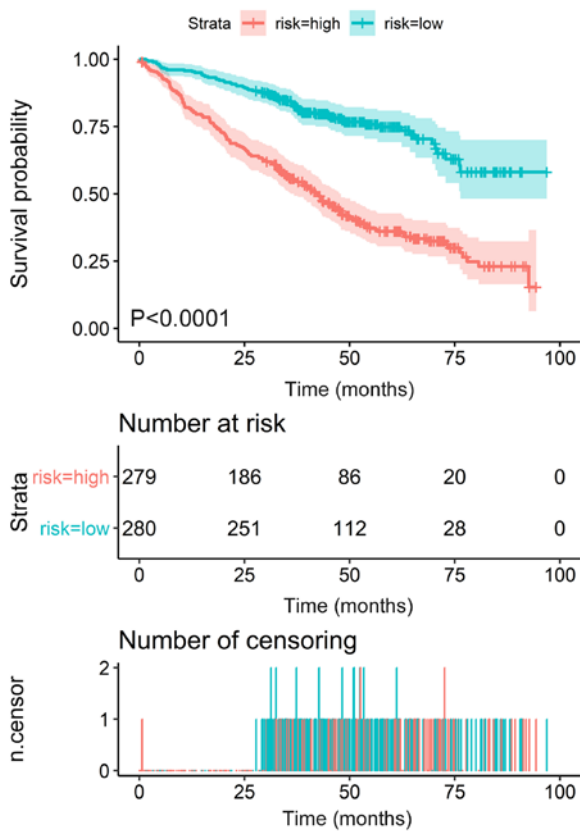 Strata risk=high risk=low
1.00
0.75
0.50
0.25
0.00
Survival probability
P<0.0001
0 25 50 75 100
Time (months)
Number at risk
Strata
risk=high 279 186 86 20 0
risk=low 280 251 112 28 0
0 25 50 75 100
Time (months)
Number of censoring
n.censor
2
1
0
0 25 50 75 100
Time (months)